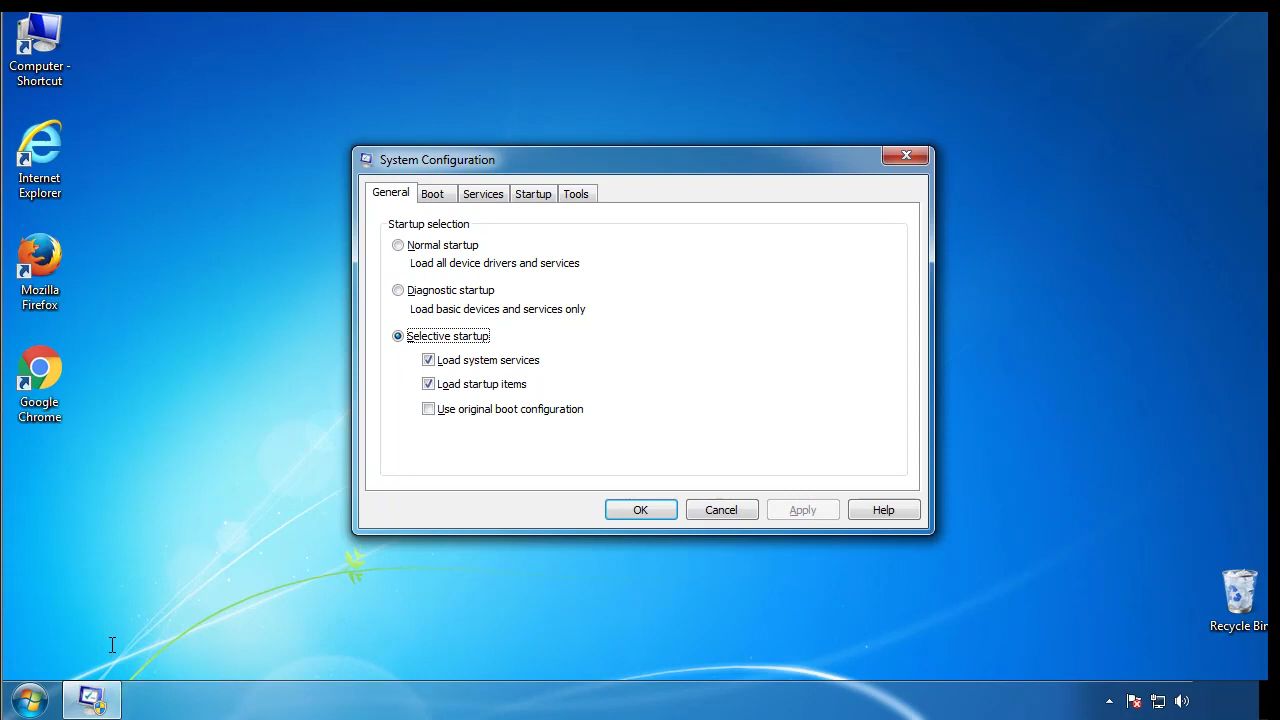 Computer -
Shortcut
Internet
Explorer
Mozilla
Firefox
Google
Chrome
System Configuration
General
Boot
Services
Startup
Tools
Startup selection
Normal startup
Load all device drivers and services
Diagnostic startup
Load basic devices and services only
Selective startup
Load system services
Load startup items
Use original boot configuration
OK
Cancel
Apply
Help
Recycle Bin